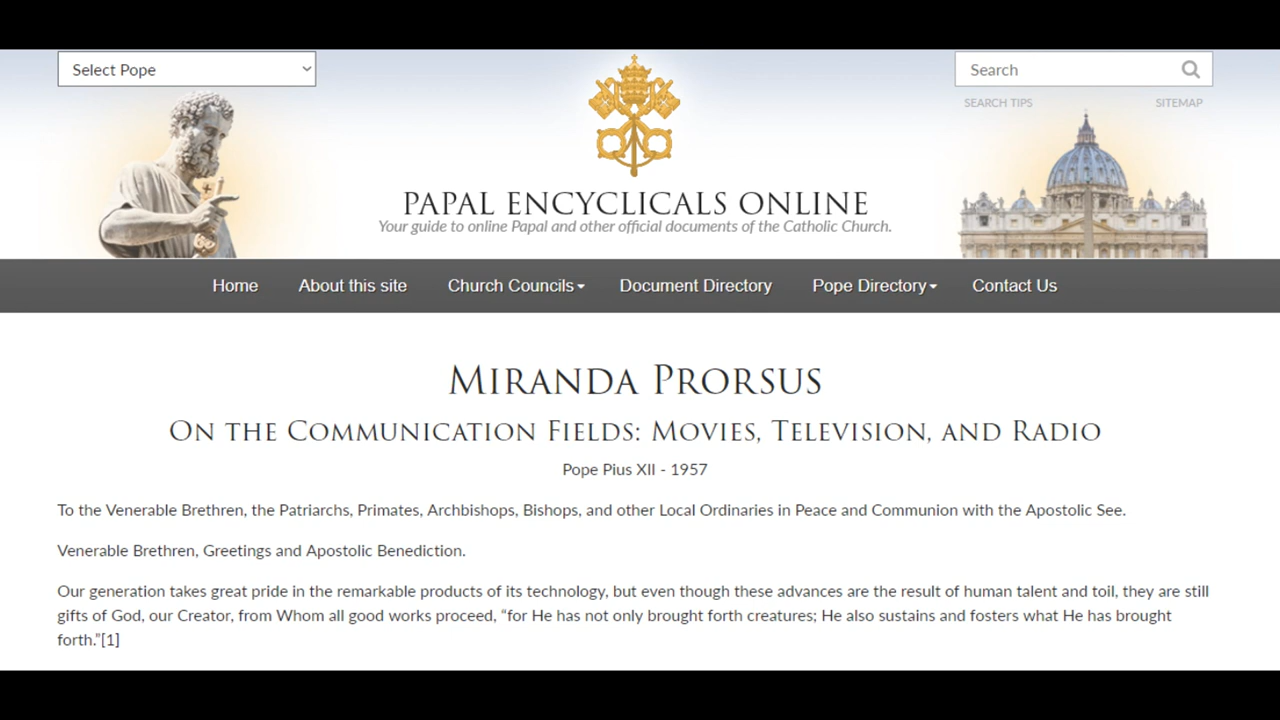 Select Pope
Search
SEARCH TIPS
SITEMAP
PAPAL ENCYCLICALS ONLINE
Your guide to online Papal and other official documents of the Catholic Church.
Home About this site Church Councils Document Directory Pope Directory Contact Us
MIRANDA PRORSUS
ON THE COMMUNICATION FIELDS: MOVIES, TELEVISION, AND RADIO
Pope Pius XII - 1957
To the Venerable Brethren, the Patriarchs, Primates, Archbishops, Bishops, and other Local Ordinaries in Peace and Communion with the Apostolic See.
Venerable Brethren, Greetings and Apostolic Benediction.
Our generation takes great pride in the remarkable products of its technology, but even though these advances are the result of human talent and toil, they are still
gifts of God, our Creator, from Whom all good works proceed, “for He has not only brought forth creatures; He also sustains and fosters what He has brought
forth.”[1]